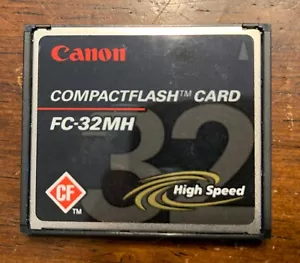 Canon
COMPACTFLASH™ CARD
FC-32MH
32
CF
TM
High Speed